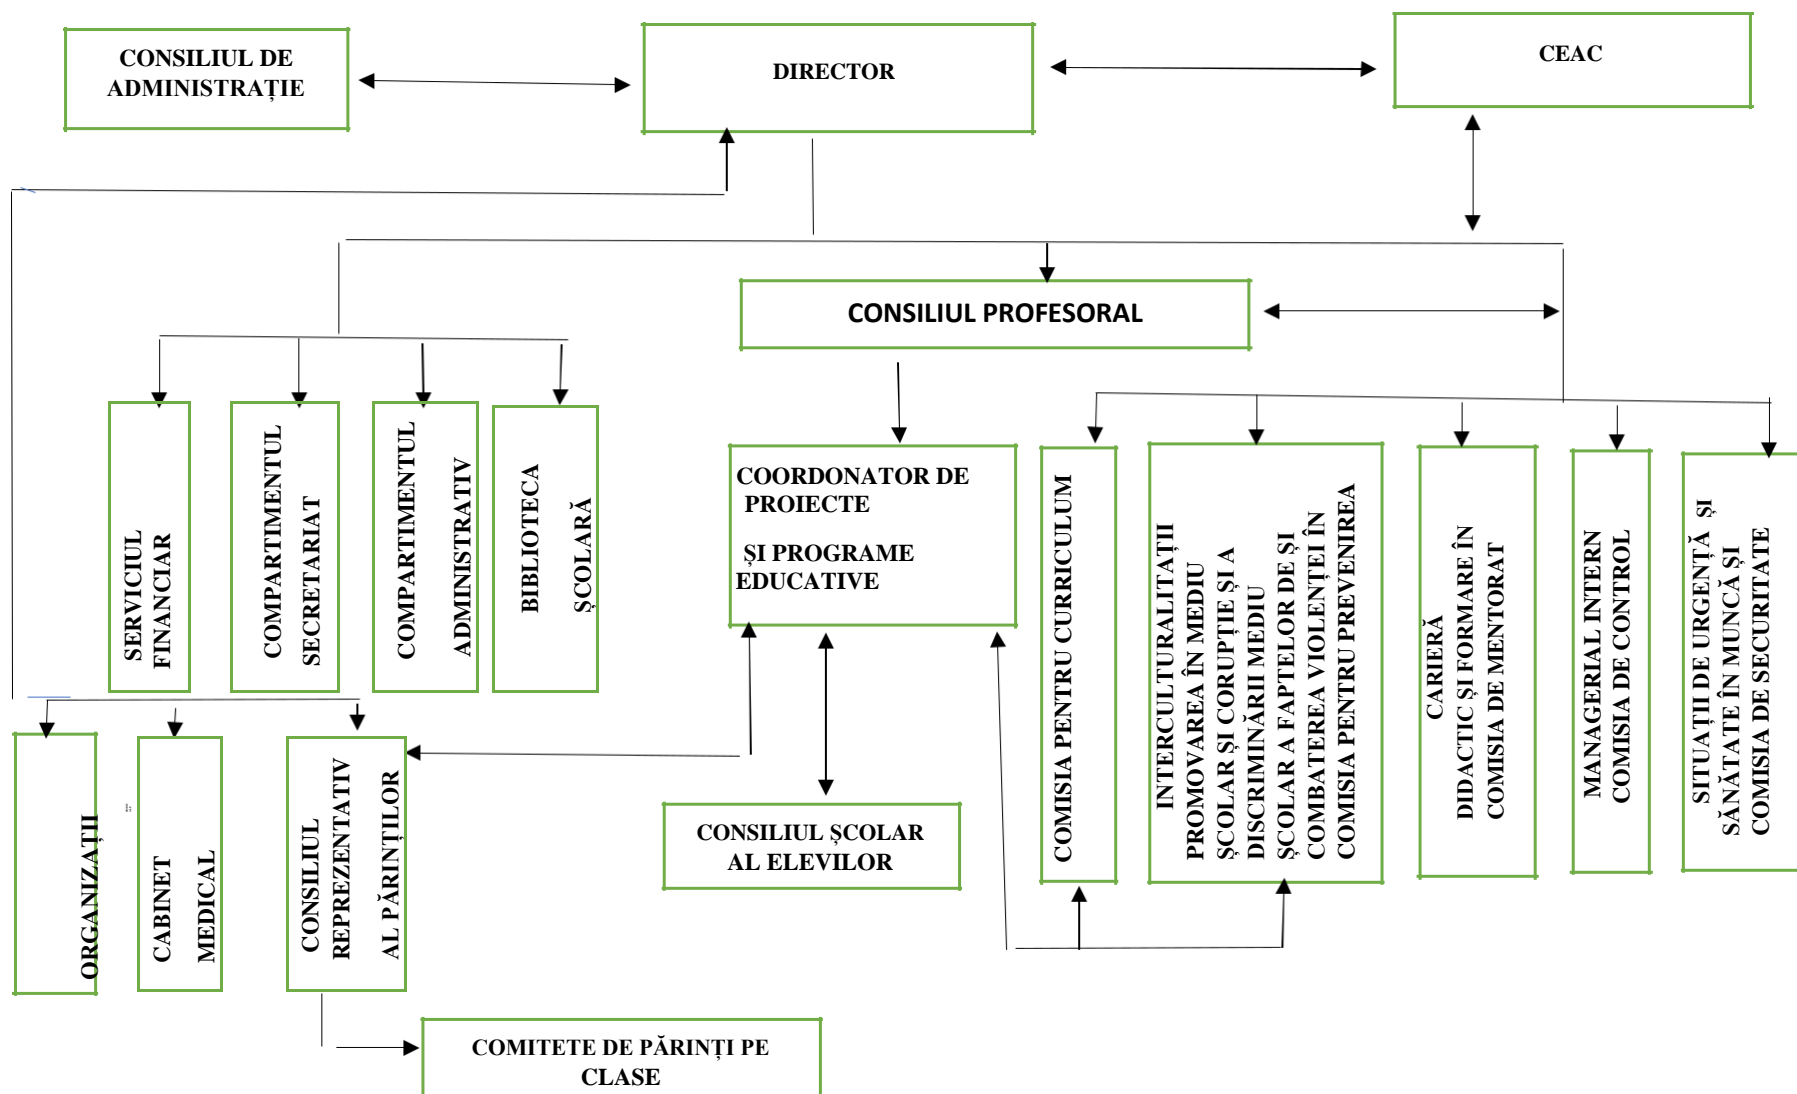 CONSILIUL DE
ADMINISTRAȚIE
DIRECTOR
CEAC
CONSILIUL PROFESORAL
SERVICIUL
FINANCIAR
COMPARTIMENTUL
SECRETARIAT
COMPARTIMENTUL
ADMINISTRATIV
BIBLIOTECA
ȘCOLARĂ
COORDONATOR DE
PROIECTE
ȘI PROGRAME
EDUCATIVE
COMISIA PENTRU CURRICULUM
INTERCULTURALITAȚII
PROMOVAREA ÎN MEDIU
ȘCOLAR ȘI CORUPȚIE ȘI A
DISCRIMINĂRII MEDIU
ȘCOLAR A FAPTELOR DE ȘI
COMBATEREA VIOLENȚEI ÎN
COMISIA PENTRU PREVENIREA
CARIERĂ
DIDACTIC ȘI FORMARE ÎN
COMISIA DE MENTORAT
MANAGERIAL INTERN
COMISIA DE CONTROL
SITUAȚII DE URGENȚĂ ȘI
SĂNĂTATE ÎN MUNCĂ ȘI
COMISIA DE SECURITATE
ORGANIZAȚII
CABINET
MEDICAL
CONSILIUL
REPREZENTATIV
AL PĂRINȚILOR
CONSILIUL ȘCOLAR
AL ELEVILOR
COMITETE DE PĂRINȚI PE
CLASE